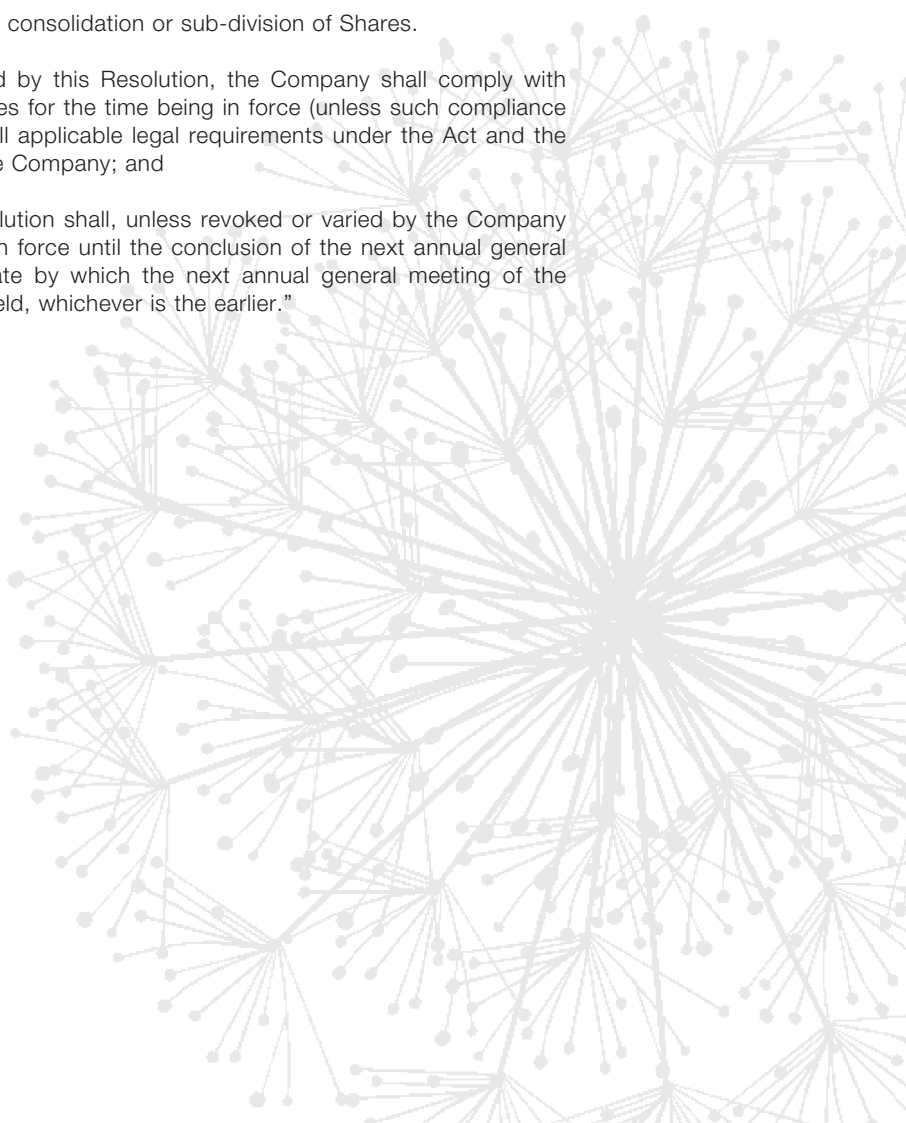 consolidation or sub-division of Shares.
d by this Resolution, the Company shall comply with
es for the time being in force (unless such compliance
ll applicable legal requirements under the Act and the
e Company; and
lution shall, unless revoked or varied by the Company
n force until the conclusion of the next annual general
ate by which the next annual general meeting of the
eld, whichever is the earlier.”